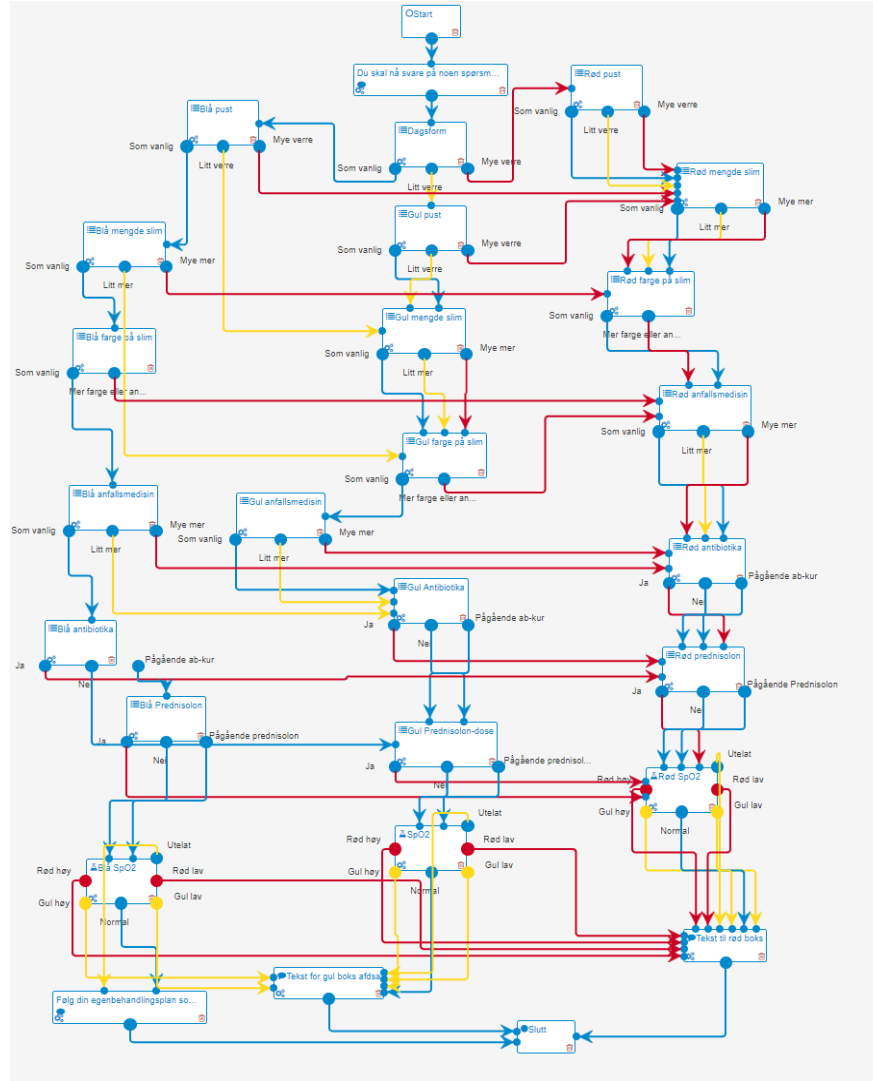 Start
Du skal nå svare på noen spørsm...
Rød pust
Som vanlig
Litt verre
Mye verre
Blå pust
Som vanlig
Litt verre
Mye verre
Dagsform
Som vanlig
Litt verre
Mye verre
Rød mengde slim
Som vanlig
Litt mer
Mye mer
Gul pust
Som vanlig
Litt verre
Mye verre
Blå mengde slim
Som vanlig
Litt mer
Mye mer
Rød farge på slim
Som vanlig
Mer farge eller an...
Gul mengde slim
Som vanlig
Litt mer
Mye mer
Blå farge på slim
Som vanlig
Mer farge eller an...
Rød anfallsmedisin
Som vanlig
Litt mer
Mye mer
Gul farge på slim
Som vanlig
Mer farge eller an...
Blå anfallsmedisin
Som vanlig
Litt mer
Mye mer
Gul anfallsmedisin
Som vanlig
Litt mer
Mye mer
Rød antibiotika
Ja
Nei
Pågående ab-kur
Gul Antibiotika
Ja
Nei
Pågående ab-kur
Blå antibiotika
Ja
Nei
Pågående ab-kur
Rød prednisolon
Ja
Nei
Pågående Prednisolon
Blå Prednisolon
Ja
Nei
Pågående prednisolon
Gul Prednisolon-dose
Ja
Nei
Pågående prednisol...
Rød SpO2
Utelat
Rød høy
Rød lav
Gul høy
Gul lav
Normal
SpO2
Utelat
Rød høy
Rød lav
Gul høy
Gul lav
Normal
Blå SpO2
Utelat
Rød høy
Rød lav
Gul høy
Gul lav
Normal
Tekst til rød boks
Tekst for gul boks afdsa
Følg din egenbehandlingsplan so...
Slutt